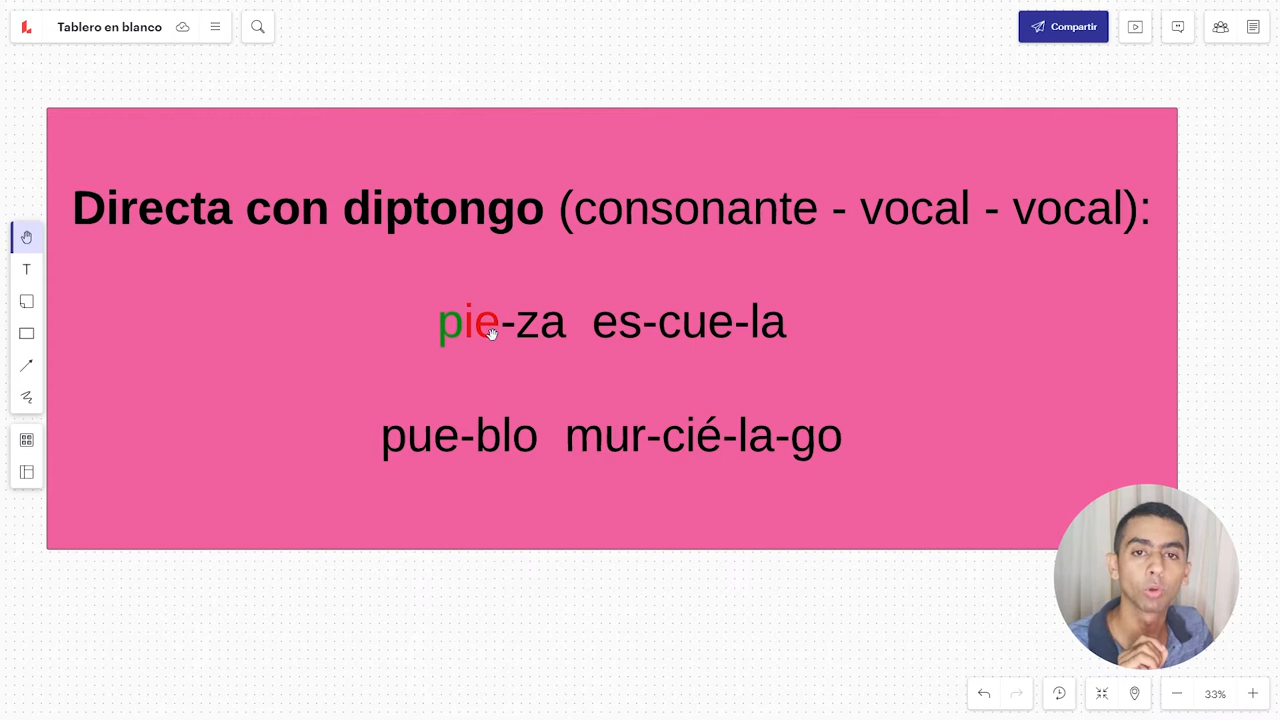 Tablero en blanco
Compartir
Directa con diptongo (consonante - vocal - vocal):
pie-za es-cue-la
pue-blo mur-cié-la-go
33%